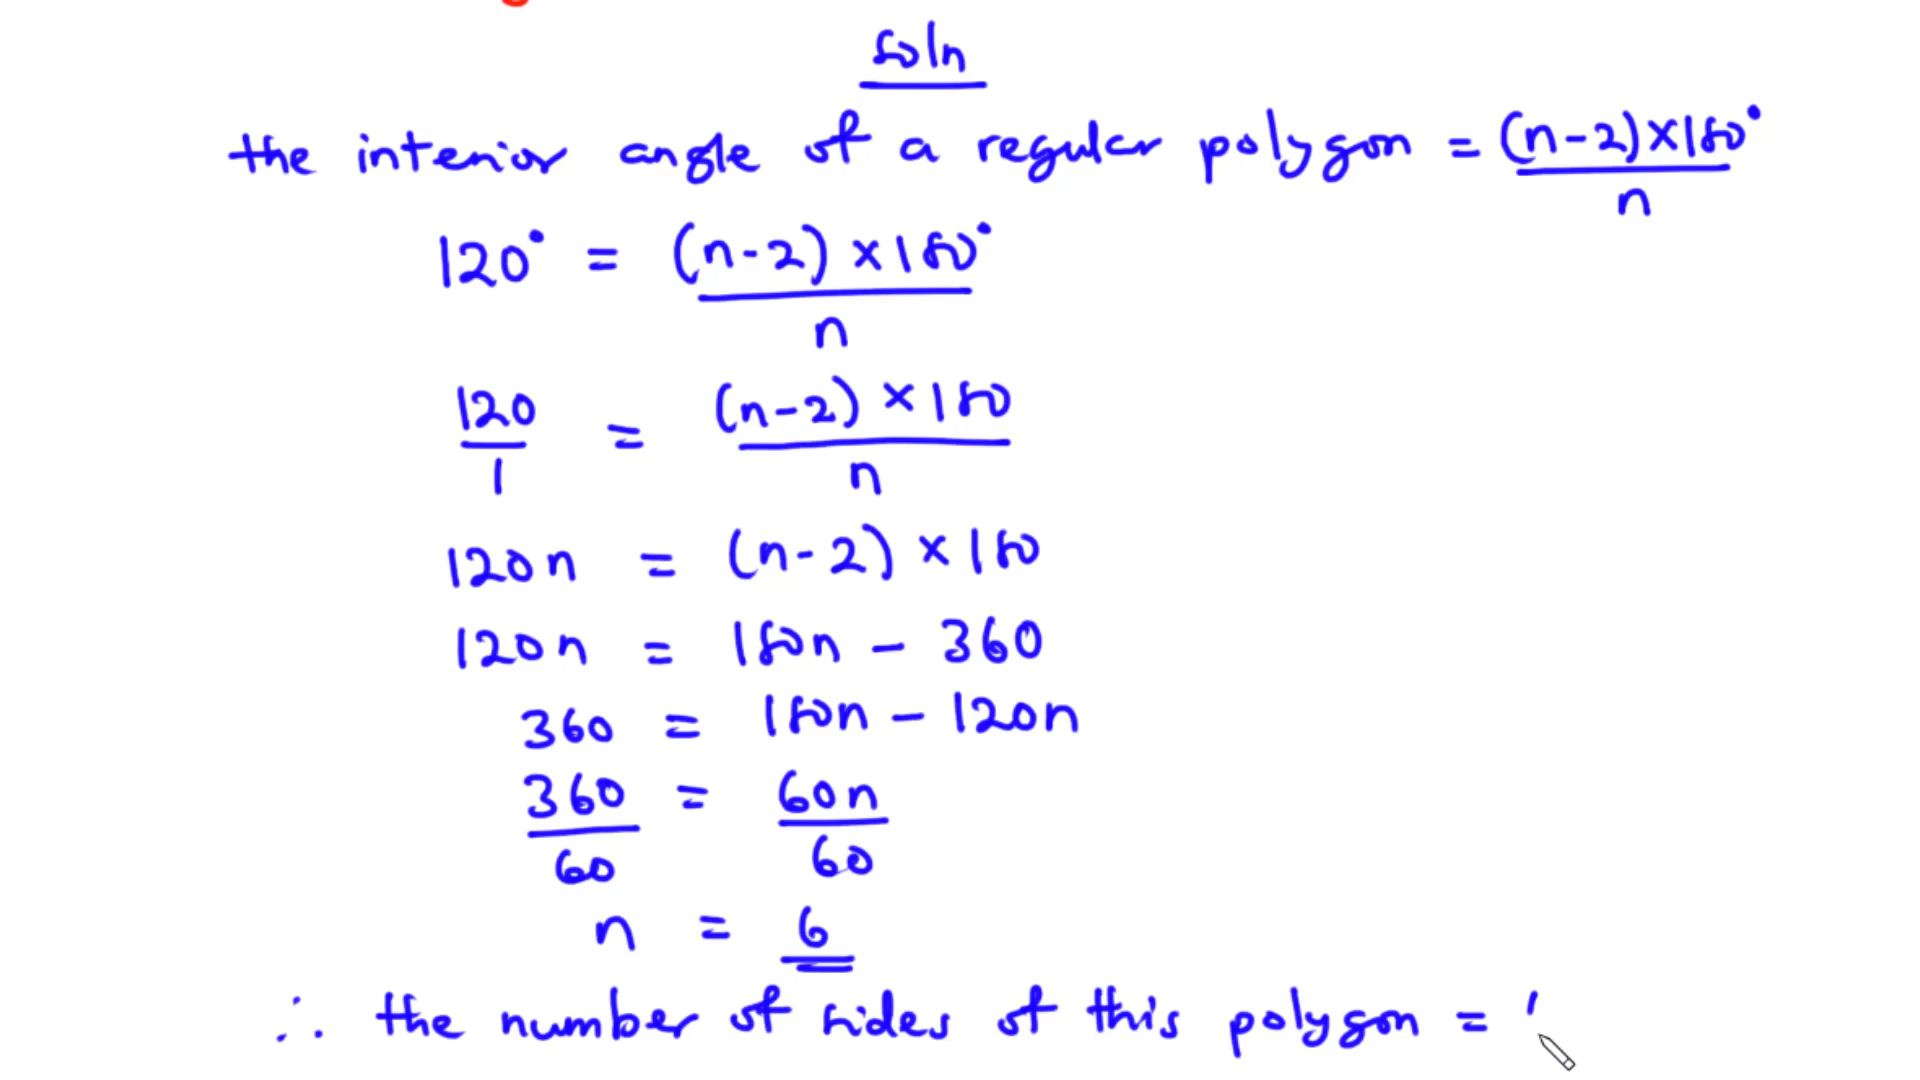 soln
the interior angle of a regular polygon = (n-2)×180°/n
120° = (n-2)×180°/n
120/1 = (n-2)×180/n
120n = (n-2)×180
120n = 180n - 360
360 = 180n - 120n
360/60 = 60n/60
n = 6
∴ the number of sides of this polygon =